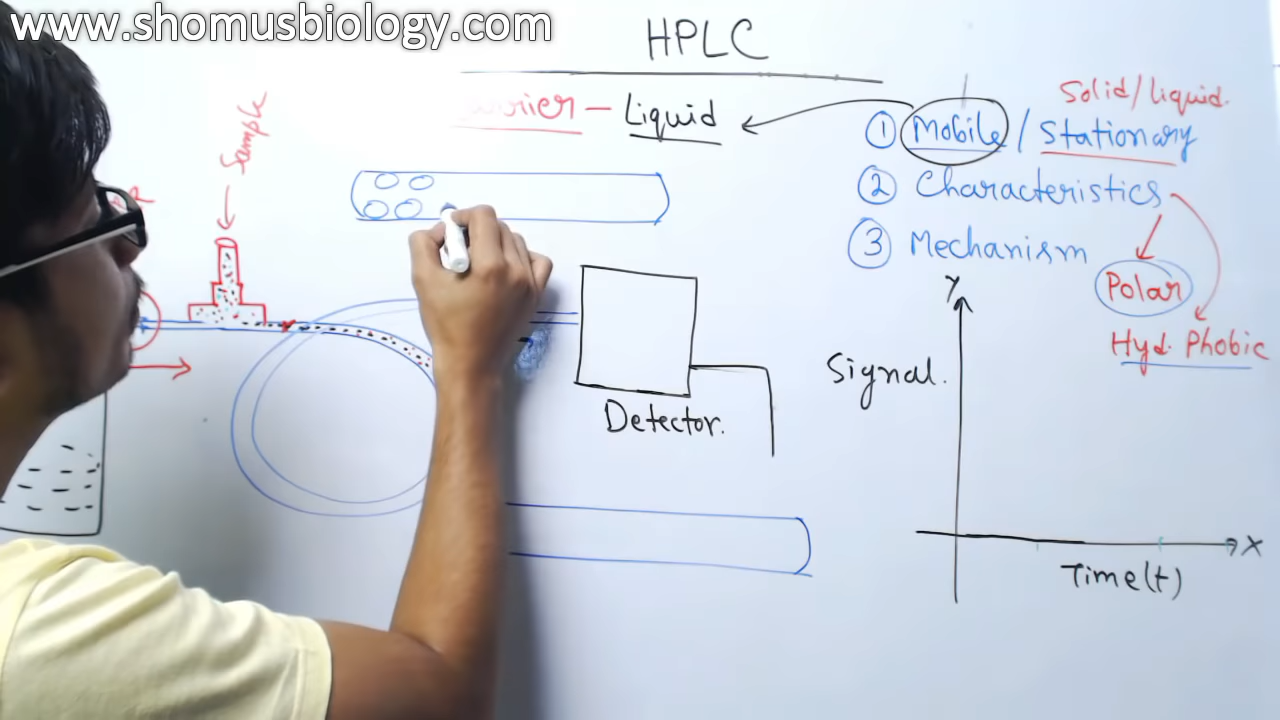 www.shomusbiology.com
HPLC
Carrier - Liquid
Solid/Liquid.
① Mobile / Stationary
② Characteristics
③ Mechanism
Polar
Hyd. Phobic
Sample
Detector.
Signal.
Y
X
Time(t)